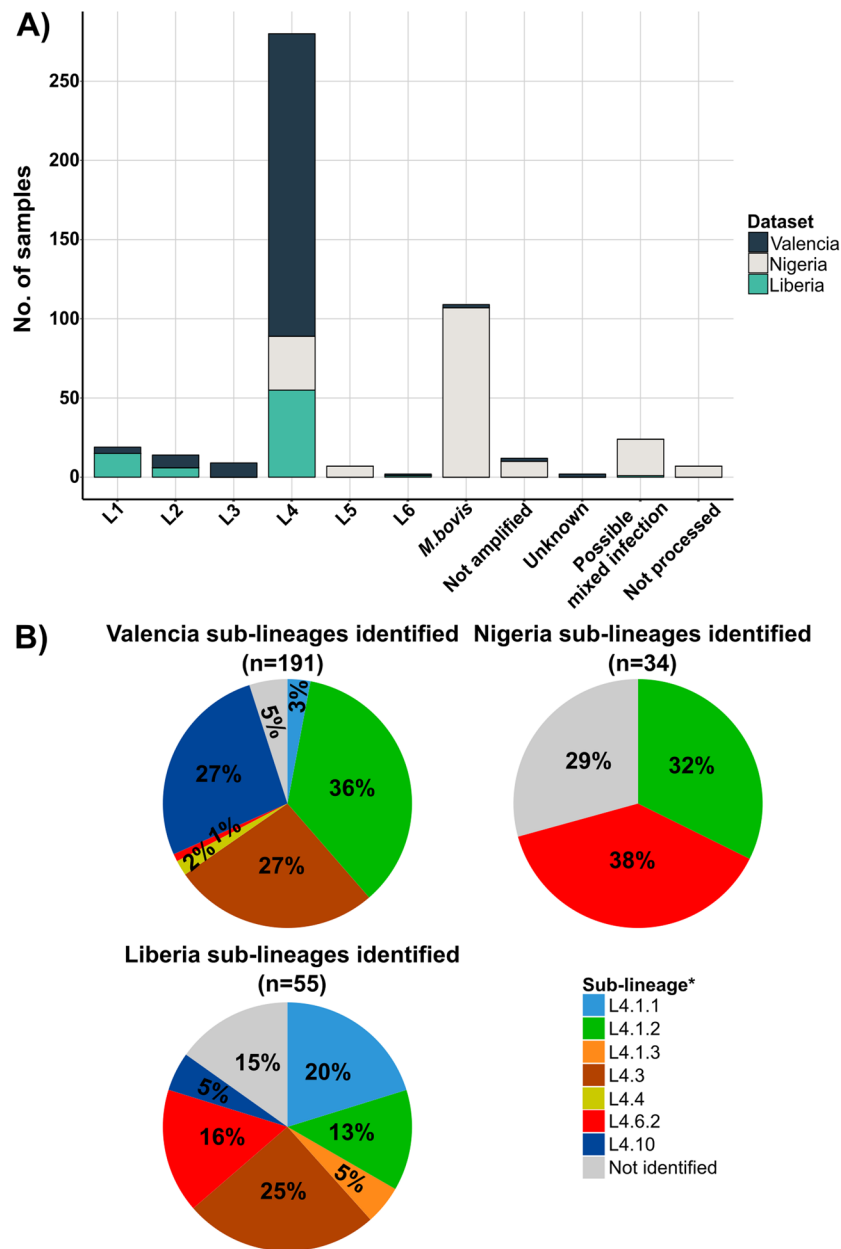 A)
No. of samples
250
200
150
100
50
0
L1
L2
L3
L4
L5
L6
M.bovis
Not amplified
Unknown
Possible
mixed infection
Not processed
Dataset
Valencia
Nigeria
Liberia
B)
Valencia sub-lineages identified
(n=191)
3%
36%
27%
2%
1%
27%
5%
Nigeria sub-lineages identified
(n=34)
32%
38%
29%
Liberia sub-lineages identified
(n=55)
20%
13%
5%
25%
16%
5%
15%
Sub-lineage*
L4.1.1
L4.1.2
L4.1.3
L4.3
L4.4
L4.6.2
L4.10
Not identified